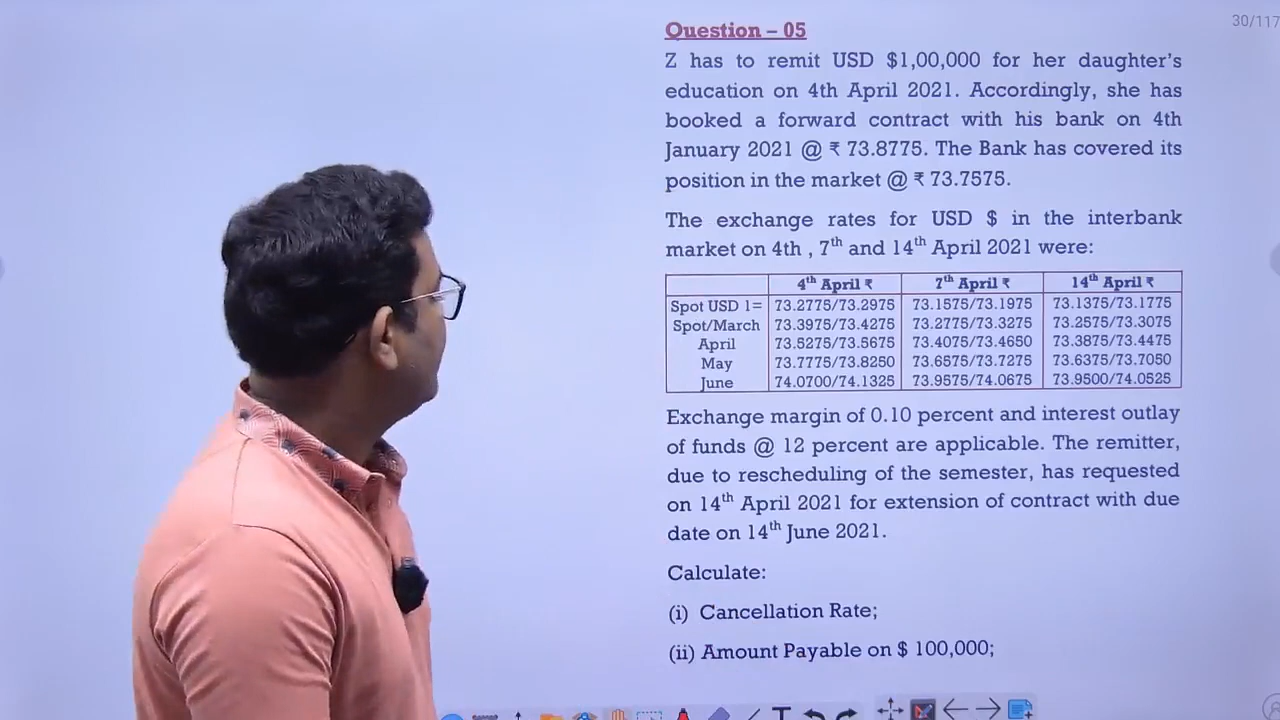 30/117
Question – 05
Z has to remit USD $1,00,000 for her daughter's
education on 4th April 2021. Accordingly, she has
booked a forward contract with his bank on 4th
January 2021 @ ₹ 73.8775. The Bank has covered its
position in the market @ ₹ 73.7575.
The exchange rates for USD $ in the interbank
market on 4th , 7th and 14th April 2021 were:
4th April ₹ 7th April ₹ 14th April ₹
Spot USD 1= 73.2775/73.2975 73.1575/73.1975 73.1375/73.1775
Spot/March 73.3975/73.4275 73.2775/73.3275 73.2575/73.3075
April 73.5275/73.5675 73.4075/73.4650 73.3875/73.4475
May 73.7775/73.8250 73.6575/73.7275 73.6375/73.7050
June 74.0700/74.1325 73.9575/74.0675 73.9500/74.0525
Exchange margin of 0.10 percent and interest outlay
of funds @ 12 percent are applicable. The remitter,
due to rescheduling of the semester, has requested
on 14th April 2021 for extension of contract with due
date on 14th June 2021.
Calculate:
(i) Cancellation Rate;
(ii) Amount Payable on $ 100,000;